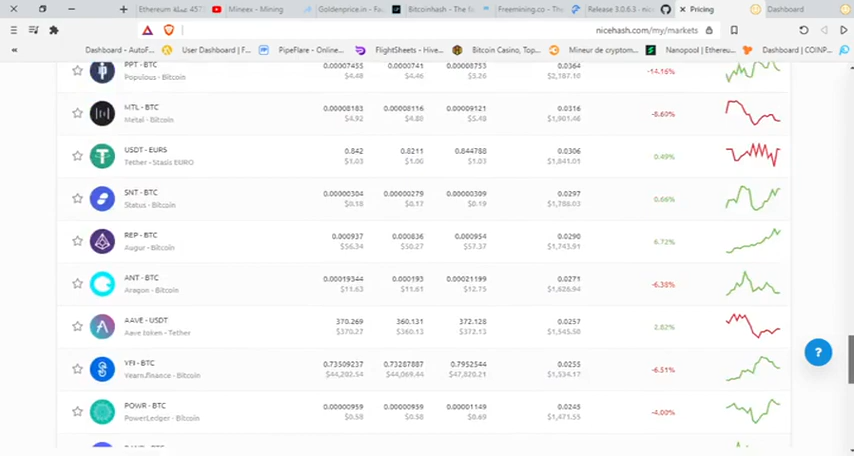 Mineex - Mining
Goldenprice.in - Fu
Bitcoinhash - The fa
Freemining.co - Th
Release 3.0.6.3 - nice
Pricing
Dashboard
nicehash.com/my/markets
Dashboard - AutoF...
User Dashboard | F...
PipeFlare - Online...
FlightSheets - Hive...
Bitcoin Casino, Top...
Mineur de cryptom...
Nanopool | Ethereu...
Dashboard | COINP...
PPT - BTC 0.00007455 0.0000741 0.00008753 0.0364
Populous - Bitcoin $4.48 $4.46 $5.26 $2,187.10 -14.16%
MTL - BTC 0.00008183 0.00008116 0.00009121 0.0316
Metal - Bitcoin $4.92 $4.88 $5.48 $1,901.46 -8.60%
USDT - EURS 0.842 0.8211 0.844788 0.0306
Tether - Stasis EURO $1.03 $1.00 $1.03 $1,841.01 0.49%
SNT - BTC 0.00000304 0.00000279 0.00000309 0.0297
Status - Bitcoin $0.18 $0.17 $0.19 $1,788.03 0.66%
REP - BTC 0.000937 0.000836 0.000954 0.0290
Augur - Bitcoin $56.34 $50.27 $57.37 $1,743.91 6.72%
ANT - BTC 0.00019344 0.000193 0.00021199 0.0271
Aragon - Bitcoin $11.63 $11.61 $12.75 $1,626.94 -6.38%
AAVE - USDT 370.269 360.131 372.128 0.0257
Aave token - Tether $370.27 $360.13 $372.13 $1,545.58 2.82%
YFI - BTC 0.73509237 0.73287887 0.7952544 0.0255
Yearn.finance - Bitcoin $44,202.54 $44,069.44 $47,820.21 $1,534.17 -6.51%
POWR - BTC 0.00000959 0.00000959 0.00001149 0.0245
PowerLedger - Bitcoin $0.58 $0.58 $0.69 $1,471.55 -4.00%
?